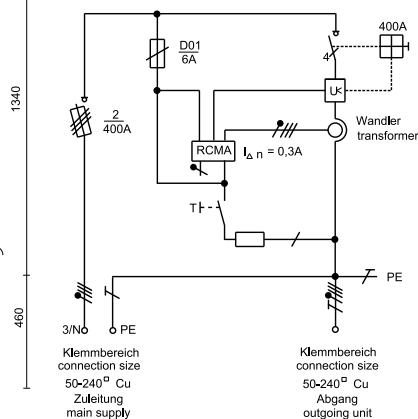 D01
6A
400A
4
1340
2
400A
U<
Wandler
transformer
RCMA
I∆ n = 0,3A
T
PE
460
3/N
PE
Klemmbereich
connection size
50-240□ Cu
Zuleitung
main supply
Klemmbereich
connection size
50-240□ Cu
Abgang
outgoing unit